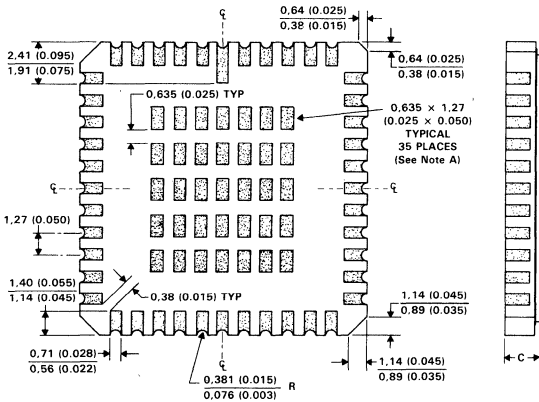 ℄
0,64 (0.025)
0,38 (0.015)
2,41 (0.095)
1,91 (0.075)
0,64 (0.025)
0,38 (0.015)
0,635 (0.025) TYP
0,635 × 1,27
(0.025 × 0.050)
TYPICAL
35 PLACES
(See Note A)
℄
℄
1,27 (0.050)
1,40 (0.055)
1,14 (0.045)
0,38 (0.015) TYP
1,14 (0.045)
0,89 (0.035)
0,71 (0.028)
0,56 (0.022)
℄
0,381 (0.015)
0,076 (0.003)
R
1,14 (0.045)
0,89 (0.035)
C